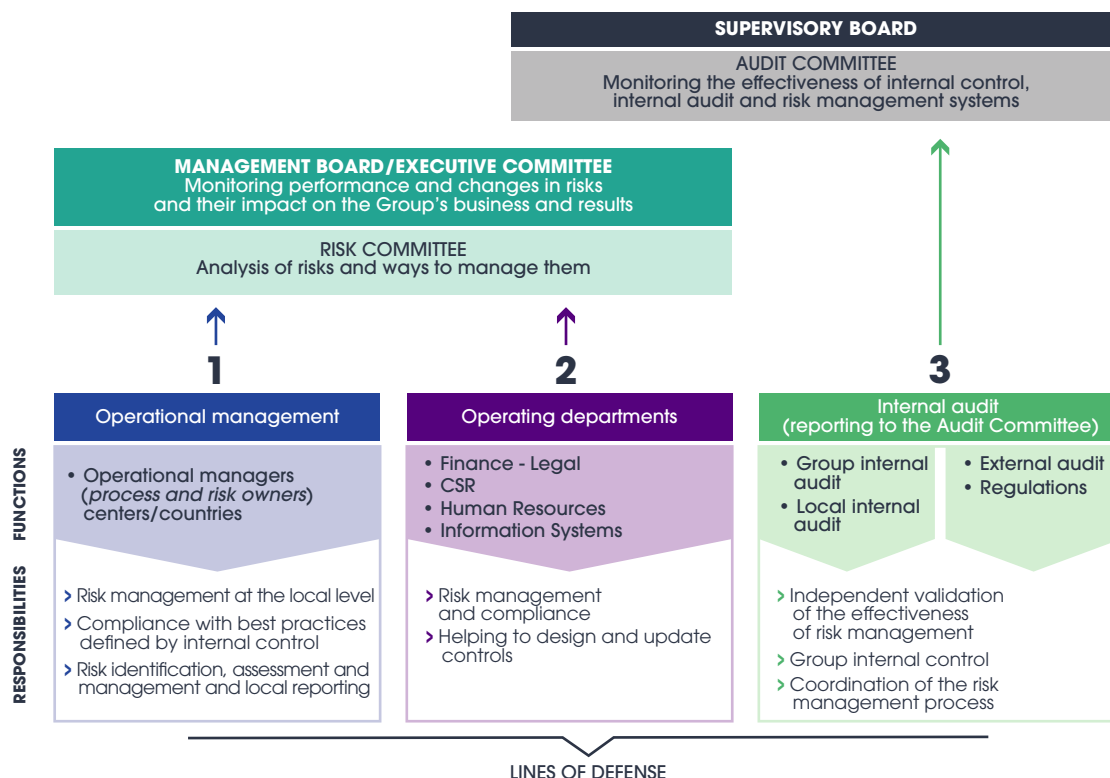 SUPERVISORY BOARD
AUDIT COMMITTEE
Monitoring the effectiveness of internal control,
internal audit and risk management systems
MANAGEMENT BOARD/EXECUTIVE COMMITTEE
Monitoring performance and changes in risks
and their impact on the Group's business and results
RISK COMMITTEE
Analysis of risks and ways to manage them
1
2
3
Operational management
Operating departments
Internal audit
(reporting to the Audit Committee)
FUNCTIONS
• Operational managers
(process and risk owners)
centers/countries
• Finance - Legal
• CSR
• Human Resources
• Information Systems
• Group internal
audit
• Local internal
audit
• External audit
• Regulations
RESPONSIBILITIES
› Risk management at the local level
› Compliance with best practices
defined by internal control
› Risk identification, assessment and
management and local reporting
› Risk management
and compliance
› Helping to design and update
controls
› Independent validation
of the effectiveness
of risk management
› Group internal control
› Coordination of the risk
management process
LINES OF DEFENSE